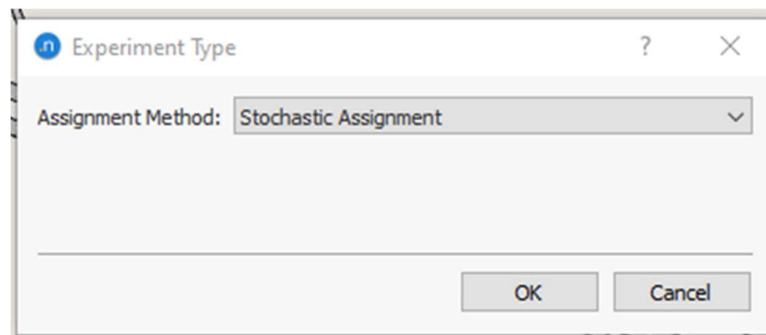 .n Experiment Type ?
Assignment Method: Stochastic Assignment
OK Cancel